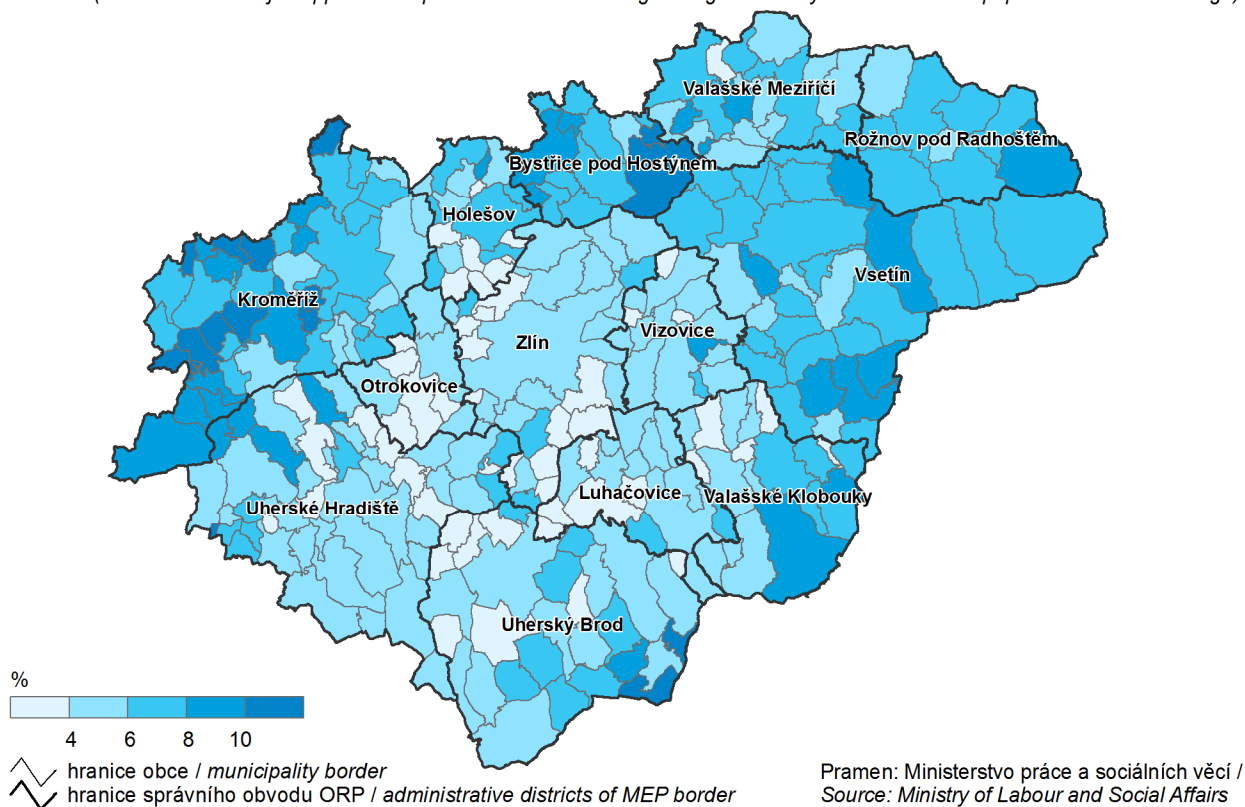 Valašské Meziříčí
Rožnov pod Radhoštěm
Bystřice pod Hostýnem
Holešov
Vsetín
Kroměříž
Vizovice
Zlín
Otrokovice
Luhačovice
Valašské Klobouky
Uherské Hradiště
Uherský Brod
%
4 6 8 10
hranice obce / municipality border
hranice správního obvodu ORP / administrative districts of MEP border
Pramen: Ministerstvo práce a sociálních věcí /
Source: Ministry of Labour and Social Affairs